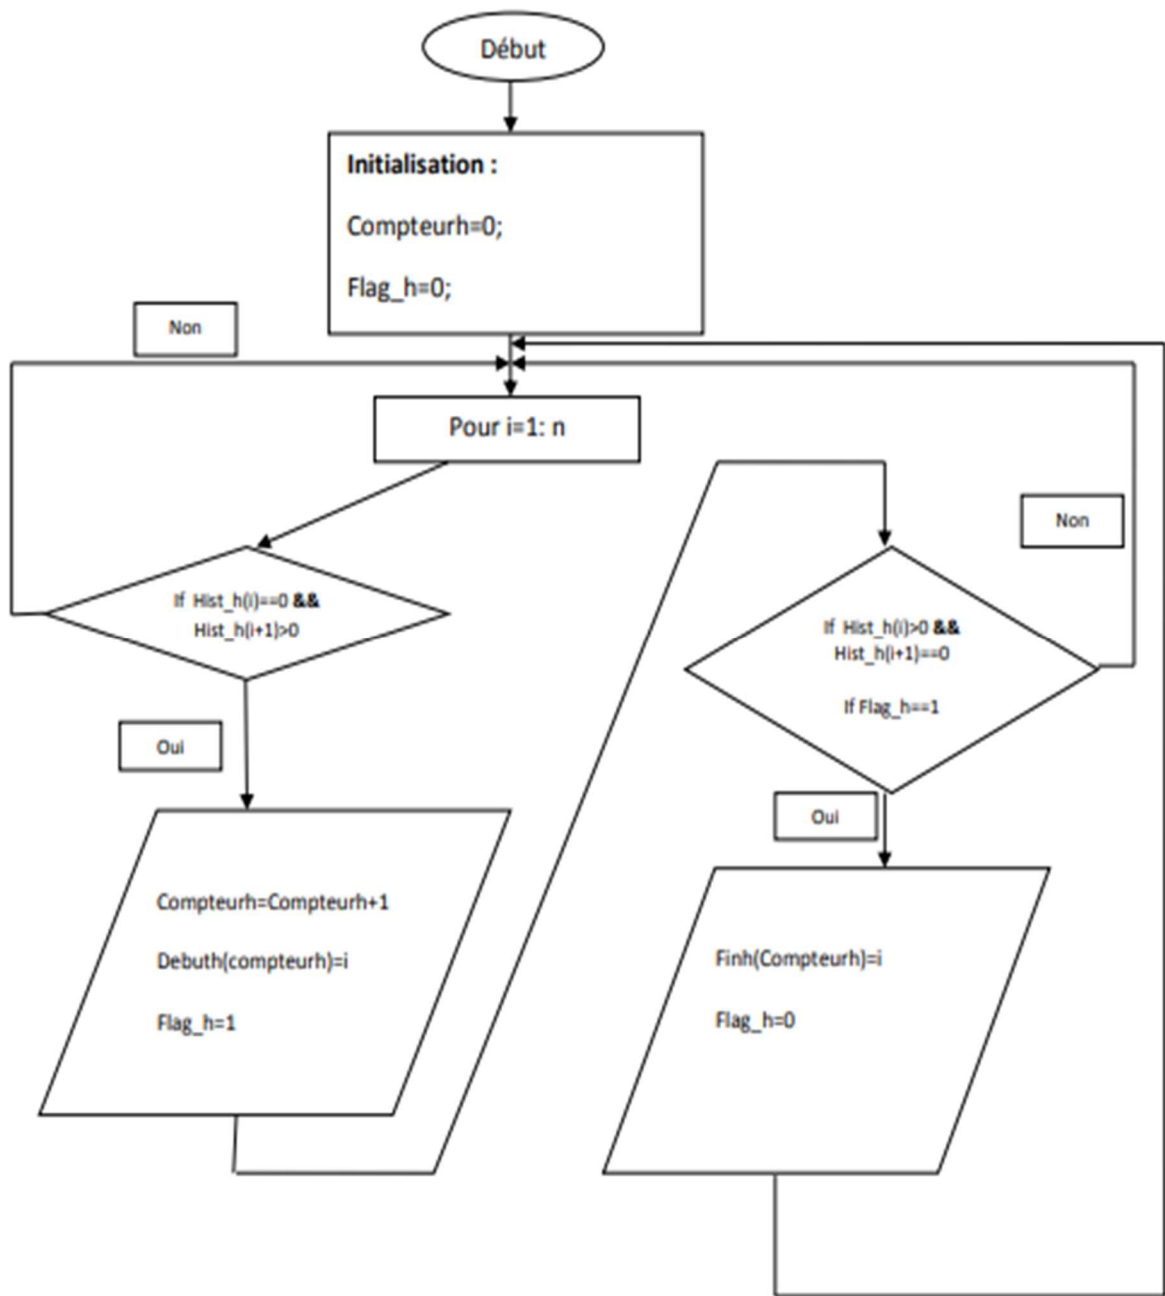 Début
Initialisation :
Compteurh=0;
Flag_h=0;
Non
Pour i=1: n
If Hist_h(i)==0 &&
Hist_h(i+1)>0
Oui
Compteurh=Compteurh+1
Debuth(compteurh)=i
Flag_h=1
Non
If Hist_h(i)>0 &&
Hist_h(i+1)==0
If Flag_h==1
Oui
Finh(Compteurh)=i
Flag_h=0